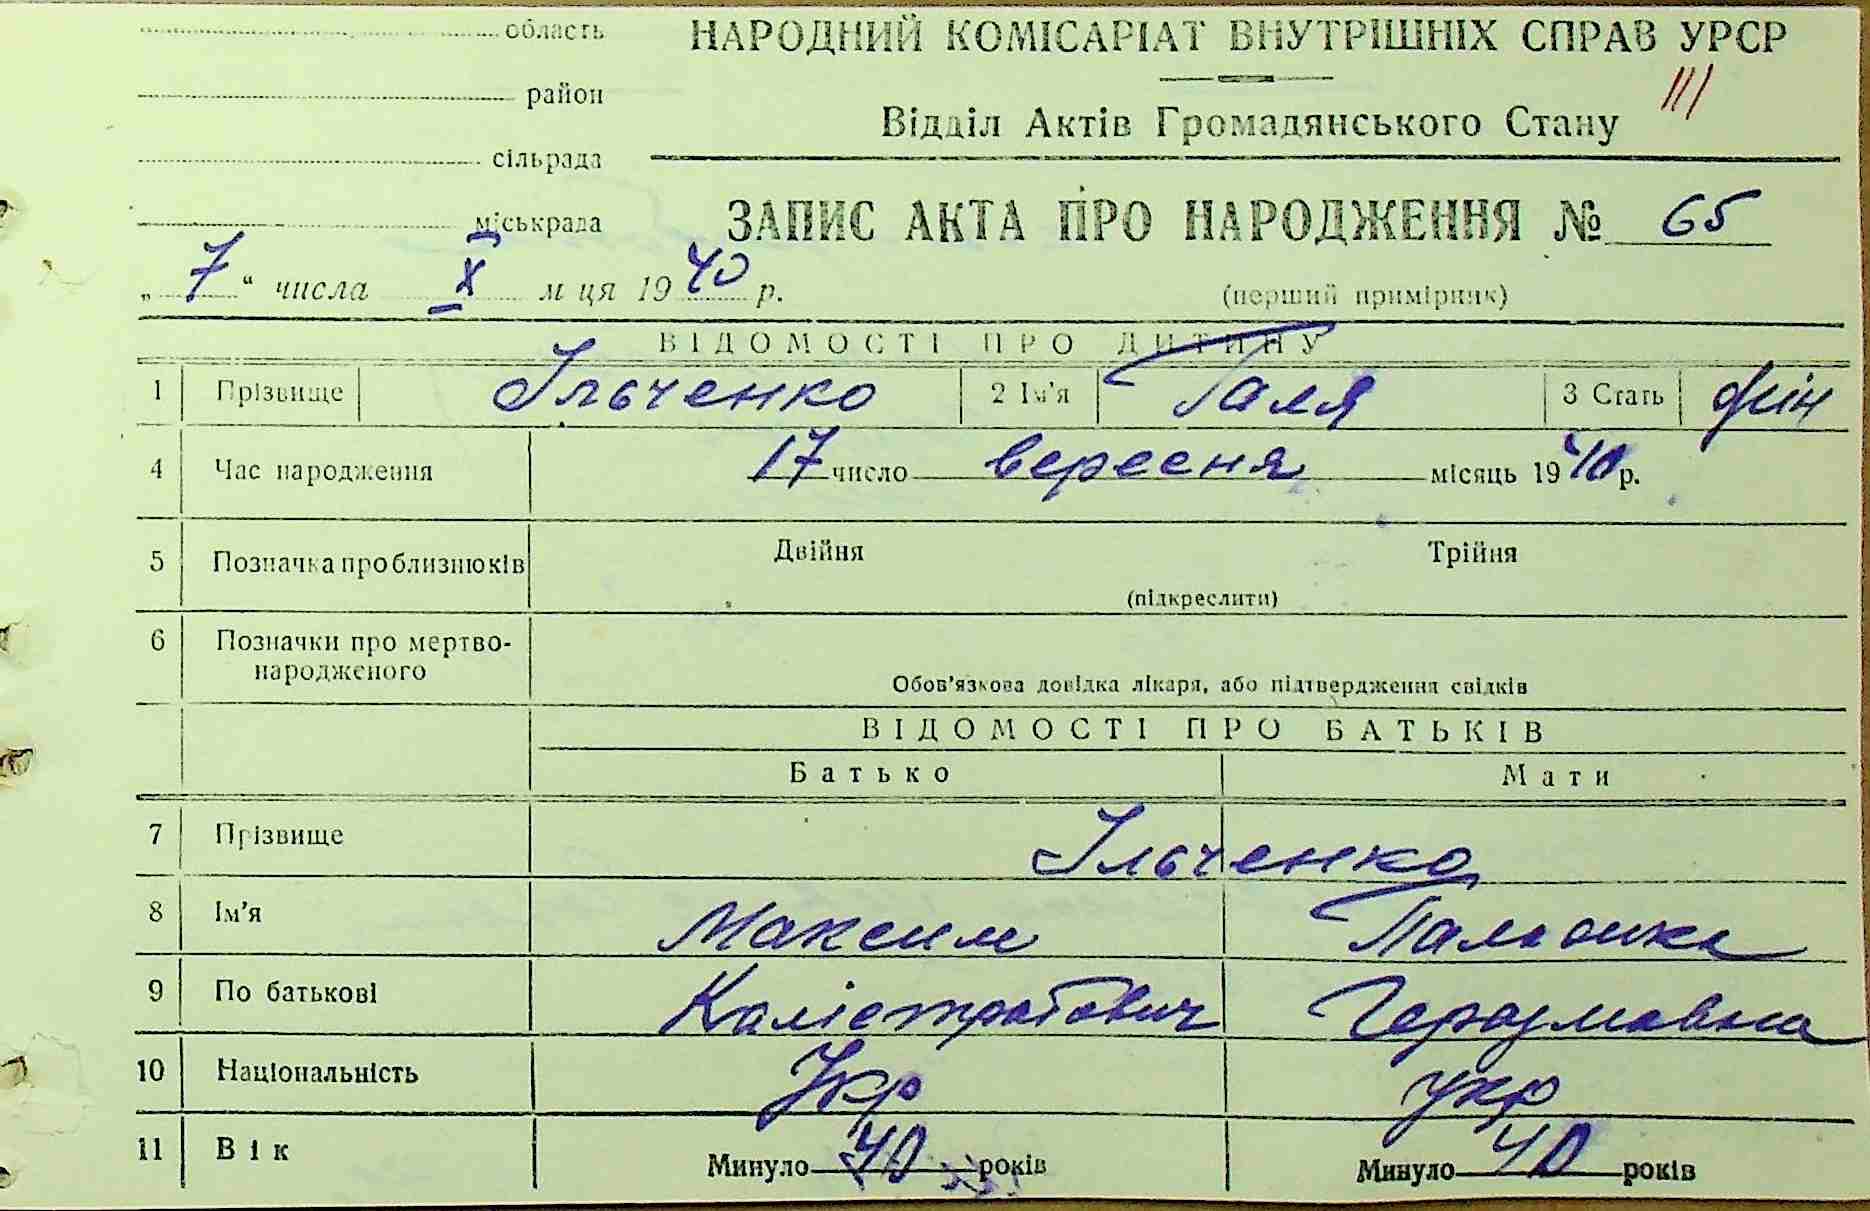 область
район
сільрада
міськрада
НАРОДНИЙ КОМІСАРІАТ ВНУТРІШНІХ СПРАВ УРСР
III
Відділ Актів Громадянського Стану
ЗАПИС АКТА ПРО НАРОДЖЕННЯ № 65
„7“ числа X м ця 1940 р.
(перший примірник)
ВІДОМОСТІ ПРО ДИТИНУ
1 Прізвище Ільченко 2 Ім'я Галя 3 Стать жін
4 Час народження 17 число вересня місяць 1940 р.
5 Позначка про близнюків Двійня Трійня
(підкреслити)
6 Позначки про мертво-
народженого
Обов'язкова довідка лікаря, або підтвердження свідків
ВІДОМОСТІ ПРО БАТЬКІВ
Батько Мати
7 Прізвище Ільченко
8 Ім'я Максим
9 По батькові Калістратович
10 Національність Укр укр
11 Вік Минуло 40 років Минуло 40 років